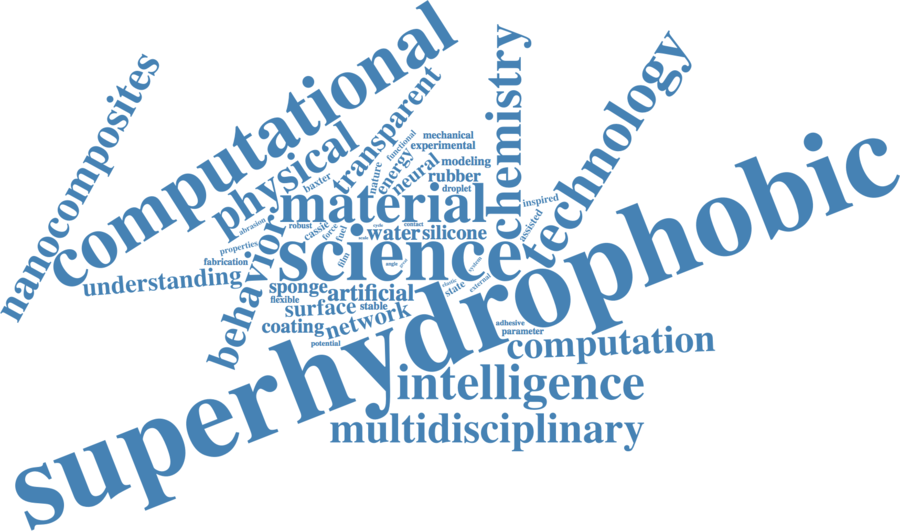 nanocomposites
computational
physical
transparent
chemistry
technology
superhydrophobic
mechanical
experimental
functional
energy
nature
neural
modeling
rubber
baxter
droplet
material
inspired
assisted
abrasion
robust
cassie
force
fuel
cycle
contact
water
silicone
properties
fabrication
film
science
understanding
behavior
angle
system
external
elastic
state
sponge
artificial
flexible
surface
stable
coating
network
potential
adhesive
parameter
computation
intelligence
multidisciplinary